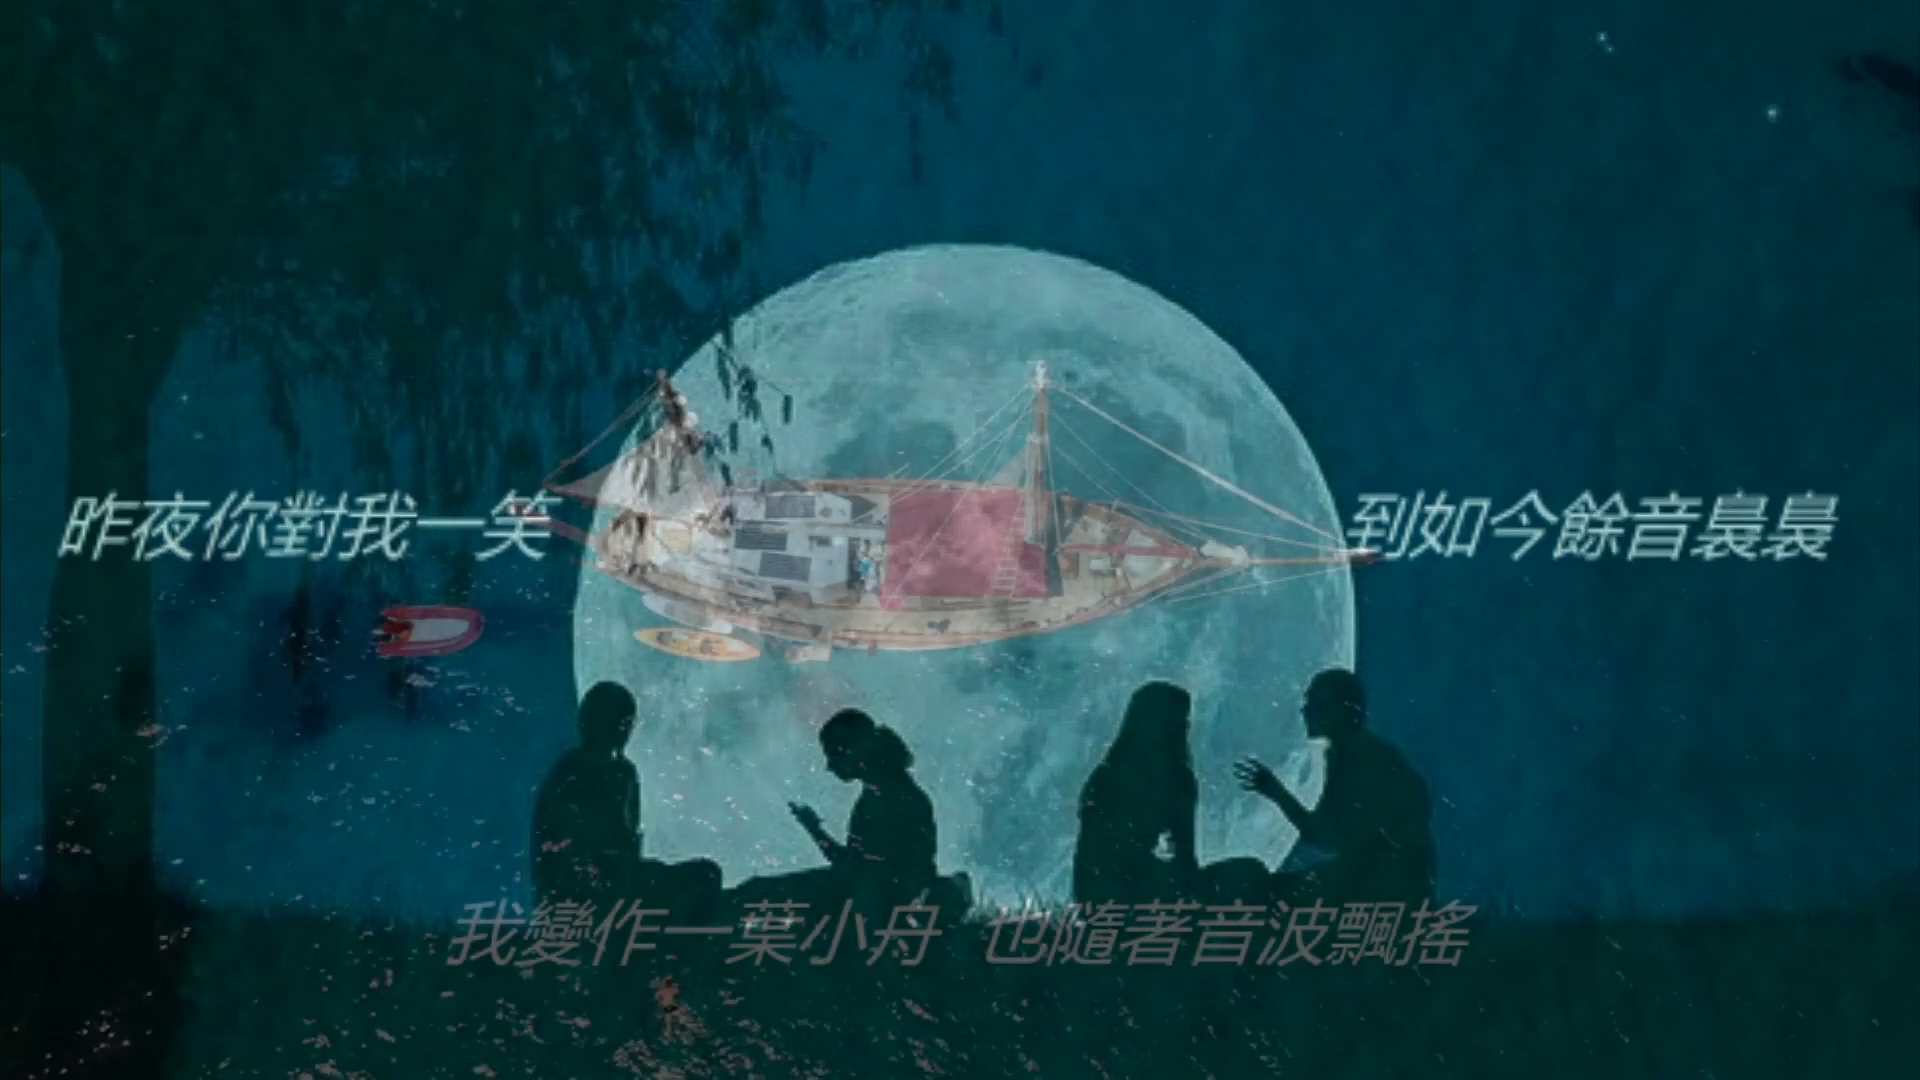 昨夜你對我一笑
到如今餘音裊裊
我變作一葉小舟 也隨著音波飄搖